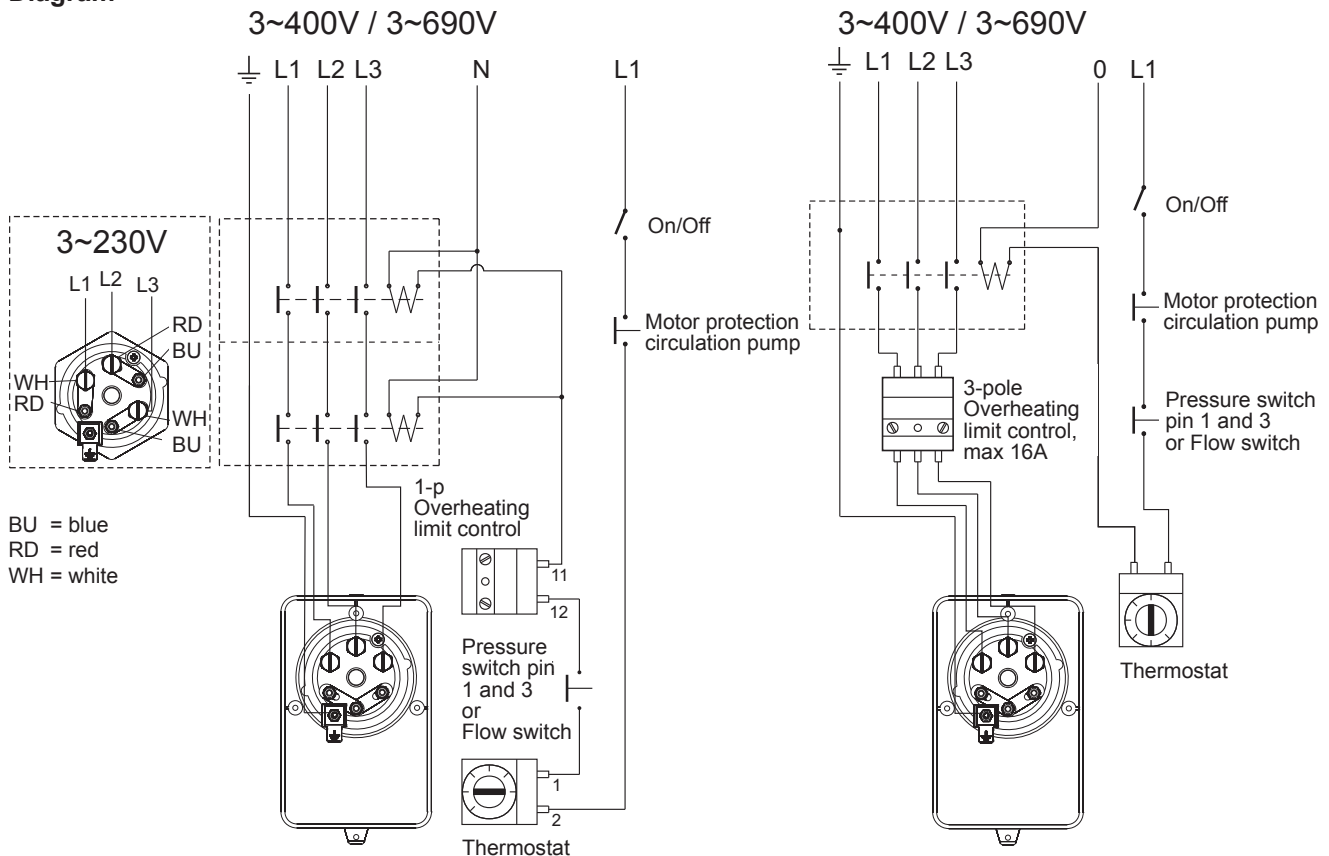 3~400V / 3~690V
L1 L2 L3 N L1
3~230V
L1 L2 L3
RD
BU
WH
RD
WH
BU
BU = blue
RD = red
WH = white
On/Off
Motor protection
circulation pump
1-p
Overheating
limit control
11
12
Pressure
switch pin
1 and 3
or
Flow switch
1
2
Thermostat
3~400V / 3~690V
L1 L2 L3 0 L1
On/Off
Motor protection
circulation pump
3-pole
Overheating
limit control,
max 16A
Pressure switch
pin 1 and 3
or Flow switch
Thermostat